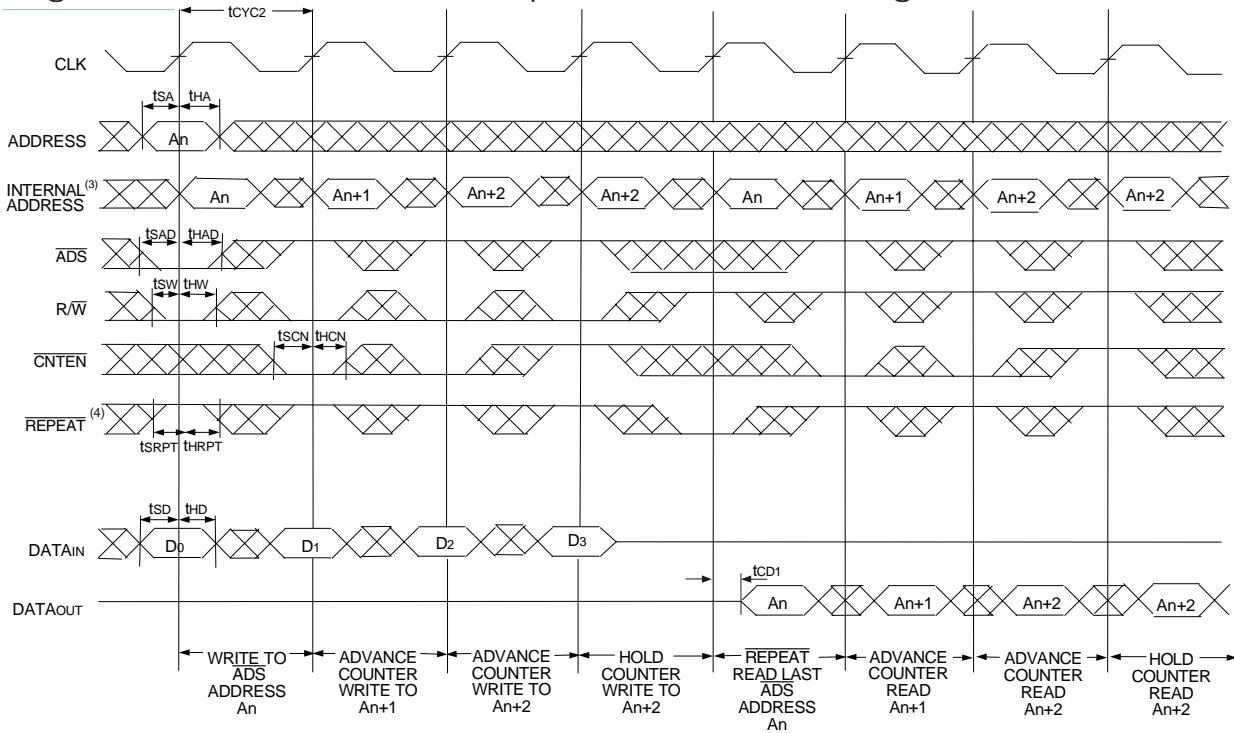 tCYC2
CLK
tSA tHA
ADDRESS An
INTERNAL(3)
ADDRESS
An An+1 An+2 An+2 An An+1 An+2 An+2
tSAD tHAD
ADS
tSW tHW
R/W
tSCN tHCN
CNTEN
REPEAT (4)
tSRPT tHRPT
tSD tHD
DATAIN D0 D1 D2 D3
tCD1
DATAOUT An An+1 An+2 An+2
WRITE TO
ADS
ADDRESS
An
ADVANCE
COUNTER
WRITE TO
An+1
ADVANCE
COUNTER
WRITE TO
An+2
HOLD
COUNTER
WRITE TO
An+2
REPEAT
READ LAST
ADS
ADDRESS
An
ADVANCE
COUNTER
READ
An+1
ADVANCE
COUNTER
READ
An+2
HOLD
COUNTER
READ
An+2